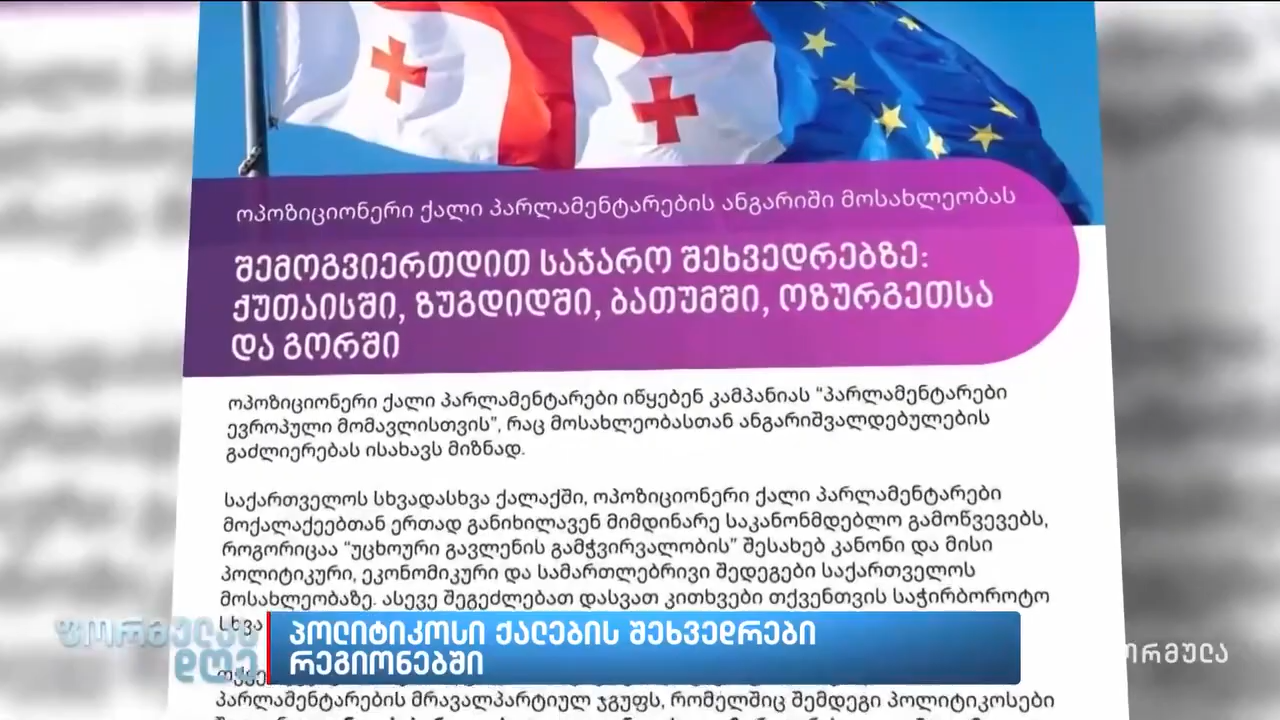 ოპოზიციონერი ქალი პარლამენტარების ანგარიში მოსახლეობას
შემოგვიერთდით საჯარო შეხვედრებზე:
ქუთაისში, ზუგდიდში, ბათუმში, ოზურგეთსა
და გორში
ოპოზიციონერი ქალი პარლამენტარები იწყებენ კამპანიას “პარლამენტარები
ევროპული მომავლისთვის”, რაც მოსახლეობასთან ანგარიშვალდებულების
გაძლიერებას ისახავს მიზნად.
საქართველოს სხვადასხვა ქალაქში, ოპოზიციონერი ქალი პარლამენტარები
მოქალაქეებთან ერთად განიხილავენ მიმდინარე საკანონმდებლო გამოწვევებს,
როგორიცაა “უცხოური გავლენის გამჭვირვალობის” შესახებ კანონი და მისი
პოლიტიკური, ეკონომიკური და სამართლებრივი შედეგები საქართველოს
მოსახლეობაზე. ასევე შეგეძლებათ დასვათ კითხვები თქვენთვის საჭირბოროტო
ფორმულას
დღე
პოლიტიკოსი ქალების შეხვედრები
რეგიონებში
პარლამენტარების მრავალპარტიულ ჯგუფს, რომელშიც შემდეგი პოლიტიკოსები